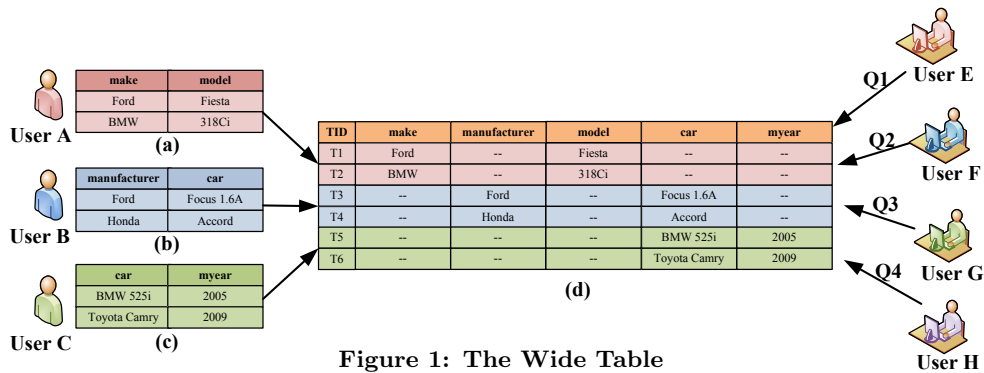 make model
Ford Fiesta
BMW 318Ci
User A
(a)
manufacturer car
Ford Focus 1.6A
Honda Accord
User B
(b)
car myear
BMW 525i 2005
Toyota Camry 2009
User C
(c)
TID make manufacturer model car myear
T1 Ford -- Fiesta -- --
T2 BMW -- 318Ci -- --
T3 -- Ford -- Focus 1.6A --
T4 -- Honda -- Accord --
T5 -- -- -- BMW 525i 2005
T6 -- -- -- Toyota Camry 2009
(d)
Q1
User E
Q2
User F
Q3
User G
Q4
User H
Figure 1: The Wide Table